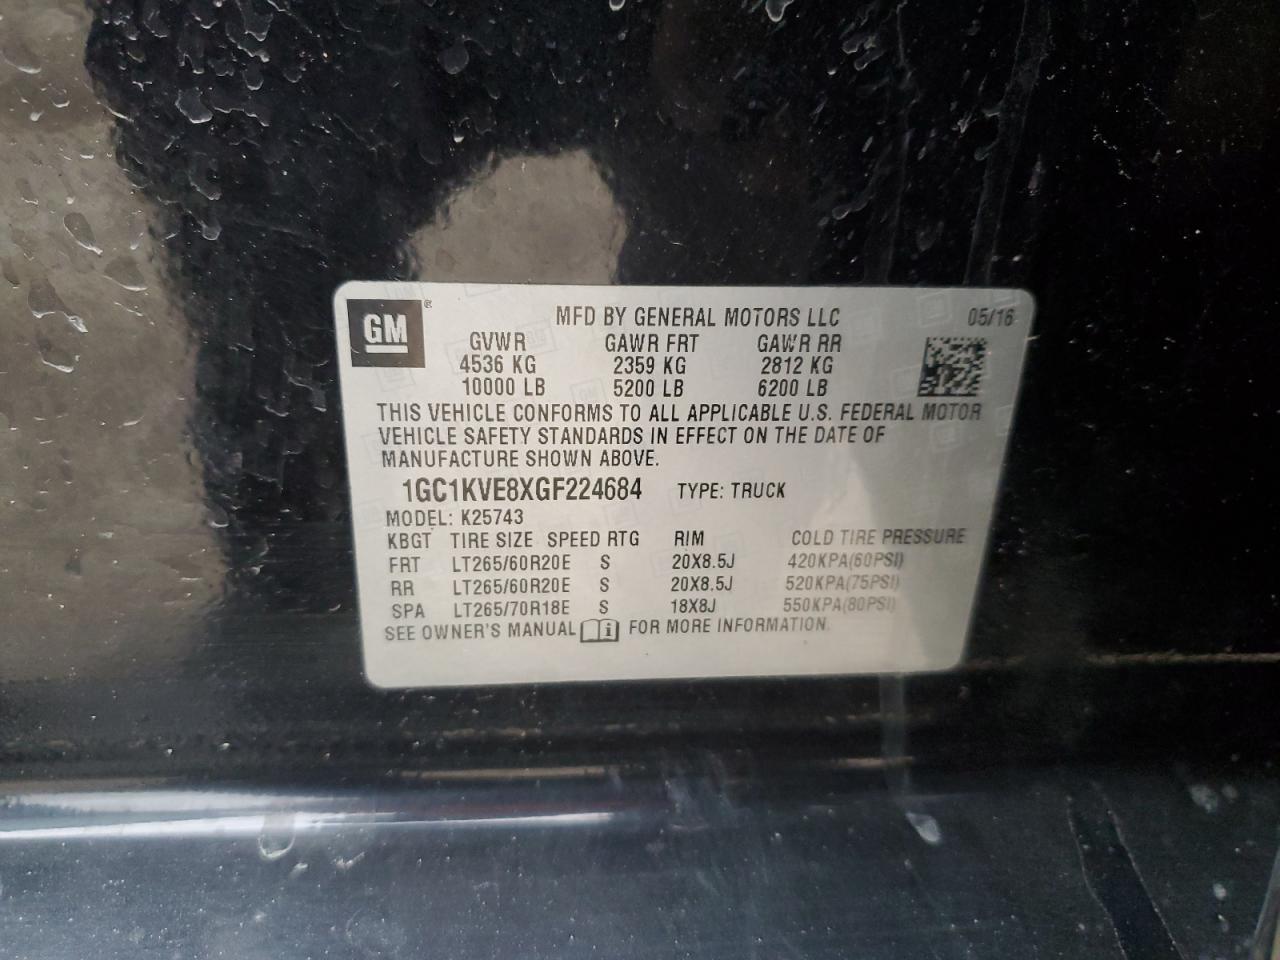 GM ®
MFD BY GENERAL MOTORS LLC 05/16
GVWR GAWR FRT GAWR RR
4536 KG 2359 KG 2812 KG
10000 LB 5200 LB 6200 LB
THIS VEHICLE CONFORMS TO ALL APPLICABLE U.S. FEDERAL MOTOR
VEHICLE SAFETY STANDARDS IN EFFECT ON THE DATE OF
MANUFACTURE SHOWN ABOVE.
1GC1KVE8XGF224684 TYPE: TRUCK
MODEL: K25743
KBGT TIRE SIZE SPEED RTG RIM COLD TIRE PRESSURE
FRT LT265/60R20E S 20X8.5J 420KPA(60PSI)
RR LT265/60R20E S 20X8.5J 520KPA(75PSI)
SPA LT265/70R18E S 18X8J 550KPA(80PSI)
SEE OWNER'S MANUAL i FOR MORE INFORMATION.